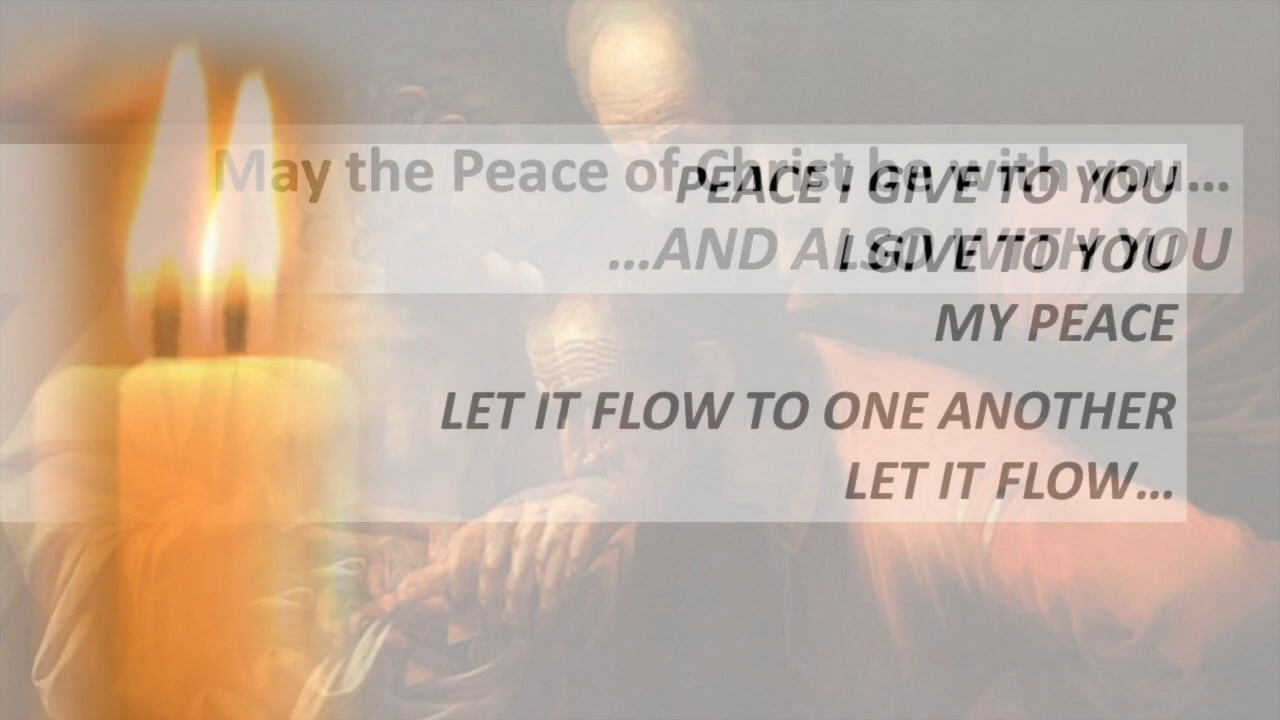 May the Peace of Christ be with you...
...AND ALSO WITH YOU
PEACE I GIVE TO YOU
I GIVE TO YOU
MY PEACE
LET IT FLOW TO ONE ANOTHER
LET IT FLOW...